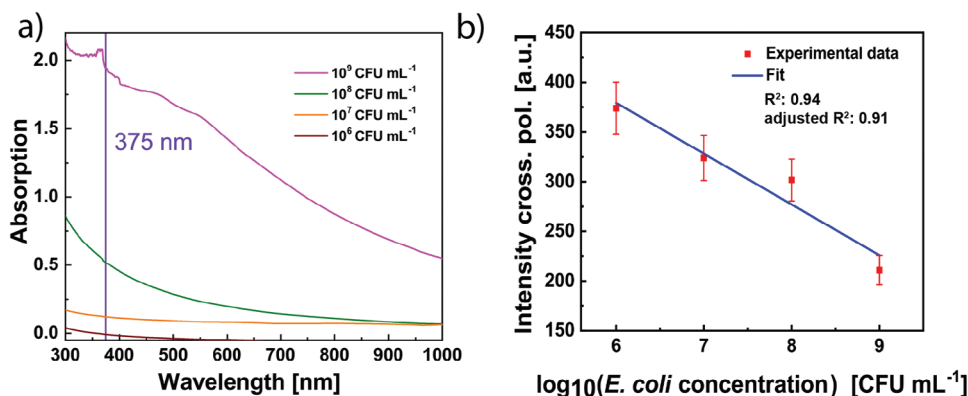 a)
Absorption
2.0
1.5
1.0
0.5
0.0
300 400 500 600 700 800 900 1000
Wavelength [nm]
375 nm
10⁹ CFU mL⁻¹
10⁸ CFU mL⁻¹
10⁷ CFU mL⁻¹
10⁶ CFU mL⁻¹
b)
Intensity cross. pol. [a.u.]
450
400
350
300
250
200
150
6 7 8 9
log10(E. coli concentration) [CFU mL⁻¹]
Experimental data
Fit
R²: 0.94
adjusted R²: 0.91